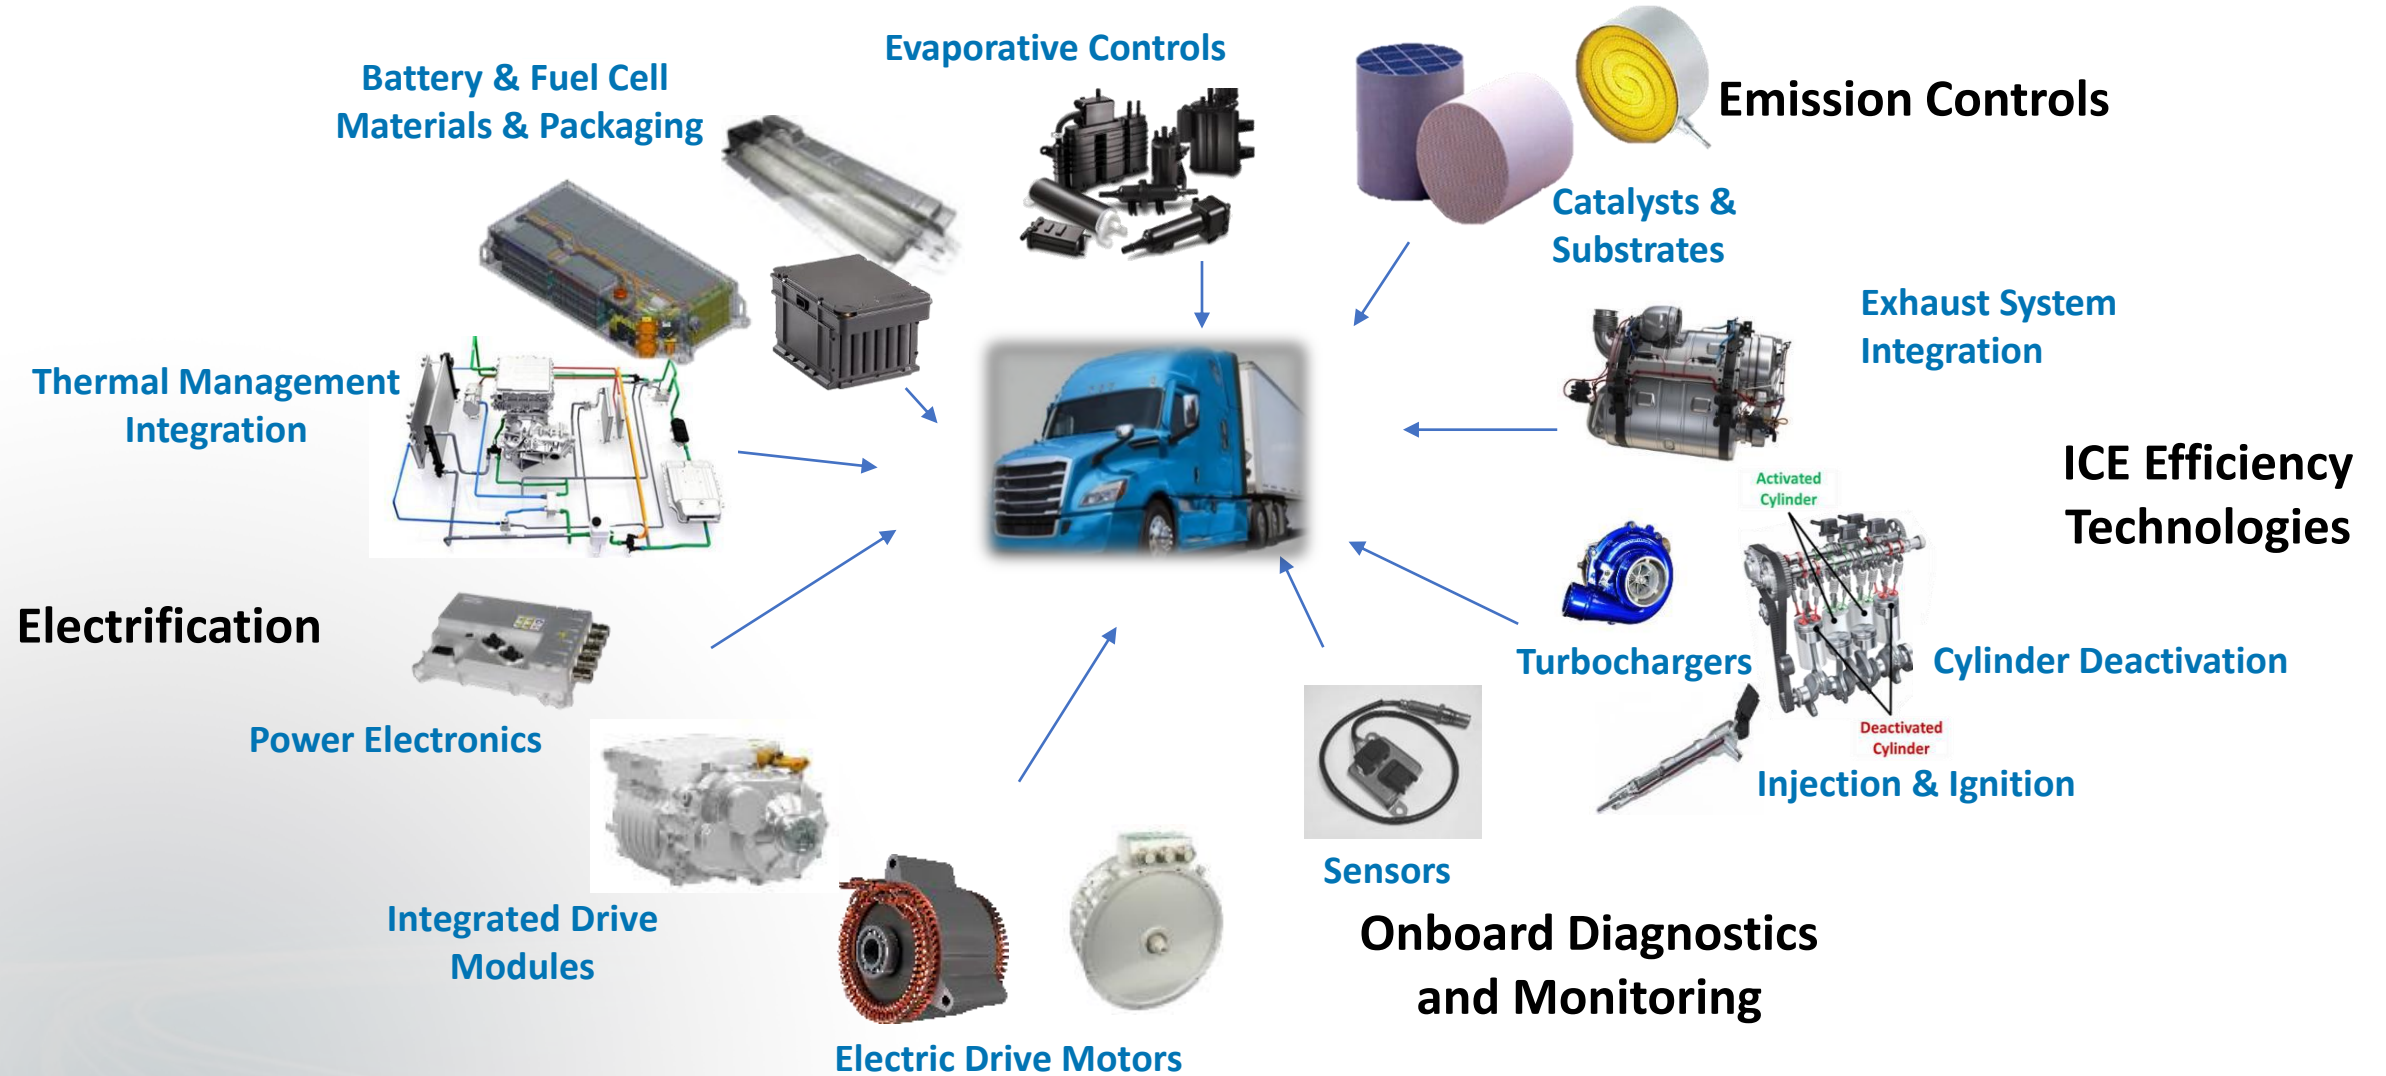 Evaporative Controls
Battery & Fuel Cell
Materials & Packaging
Emission Controls
Catalysts &
Substrates
Exhaust System
Integration
Thermal Management
Integration
ICE Efficiency
Technologies
Activated
Cylinder
Electrification
Turbochargers
Cylinder Deactivation
Power Electronics
Deactivated
Cylinder
Injection & Ignition
Sensors
Integrated Drive
Modules
Onboard Diagnostics
and Monitoring
Electric Drive Motors